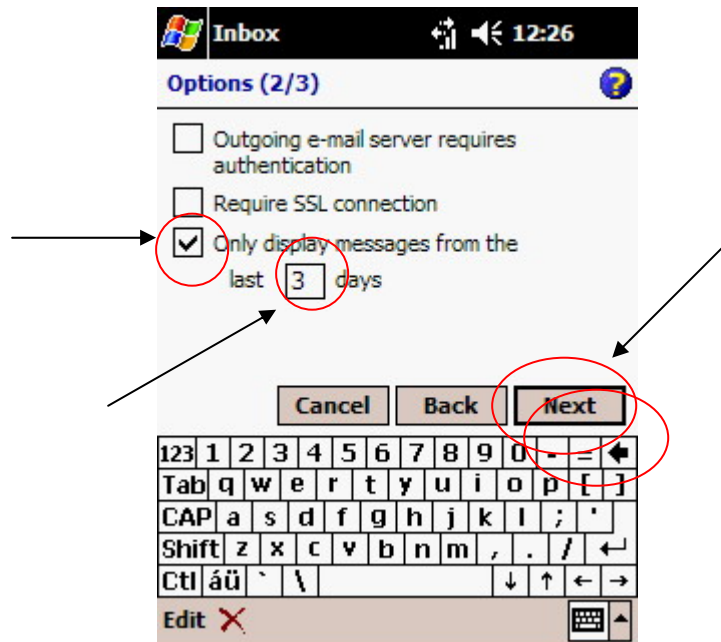 Inbox 12:26
Options (2/3)
Outgoing e-mail server requires
authentication
Require SSL connection
Only display messages from the
last 3 days
Cancel Back Next
123 1 2 3 4 5 6 7 8 9 0 - =
Tab q w e r t y u i o p [ ]
CAP a s d f g h j k l ; '
Shift z x c v b n m , . /
Ctl áü ` \
Edit